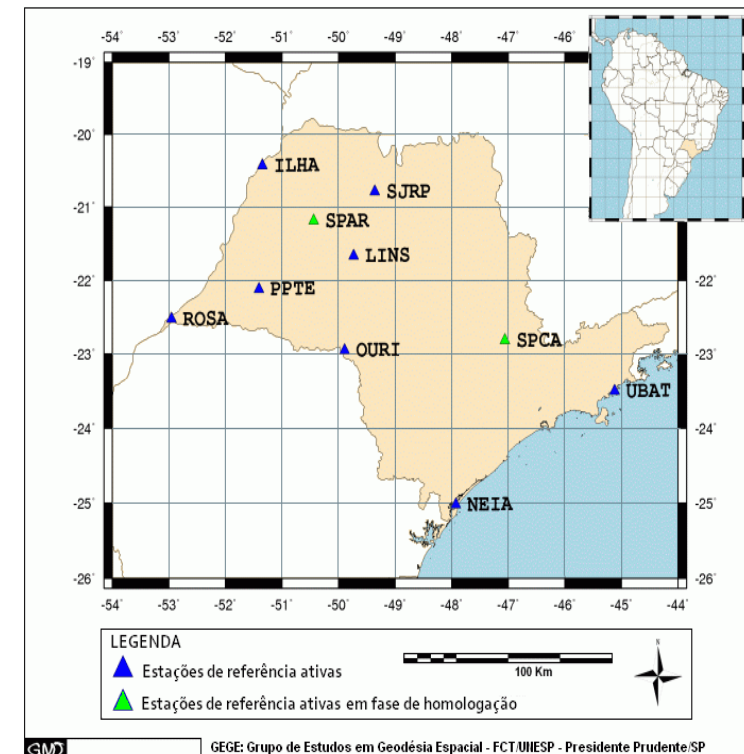 -54° -53° -52° -51° -50° -49° -48° -47° -46°
-19° 
-20°
ILHA
SJRP
-21° -21°
SPAR
LINS
-22° -22°
PPTE
ROSA
SPCA
OURI
-23° -23°
UBAT
-24° -24°
NEIA
-25° -25°
-26° -26°
-54° -53° -52° -51° -50° -49° -48° -47° -46° -45° -44°
LEGENDA
Estações de referência ativas
100 Km
N
Estações de referência ativas em fase de homologação
GMD GEGE: Grupo de Estudos em Geodésia Espacial - FCT/UNESP - Presidente Prudente/SP